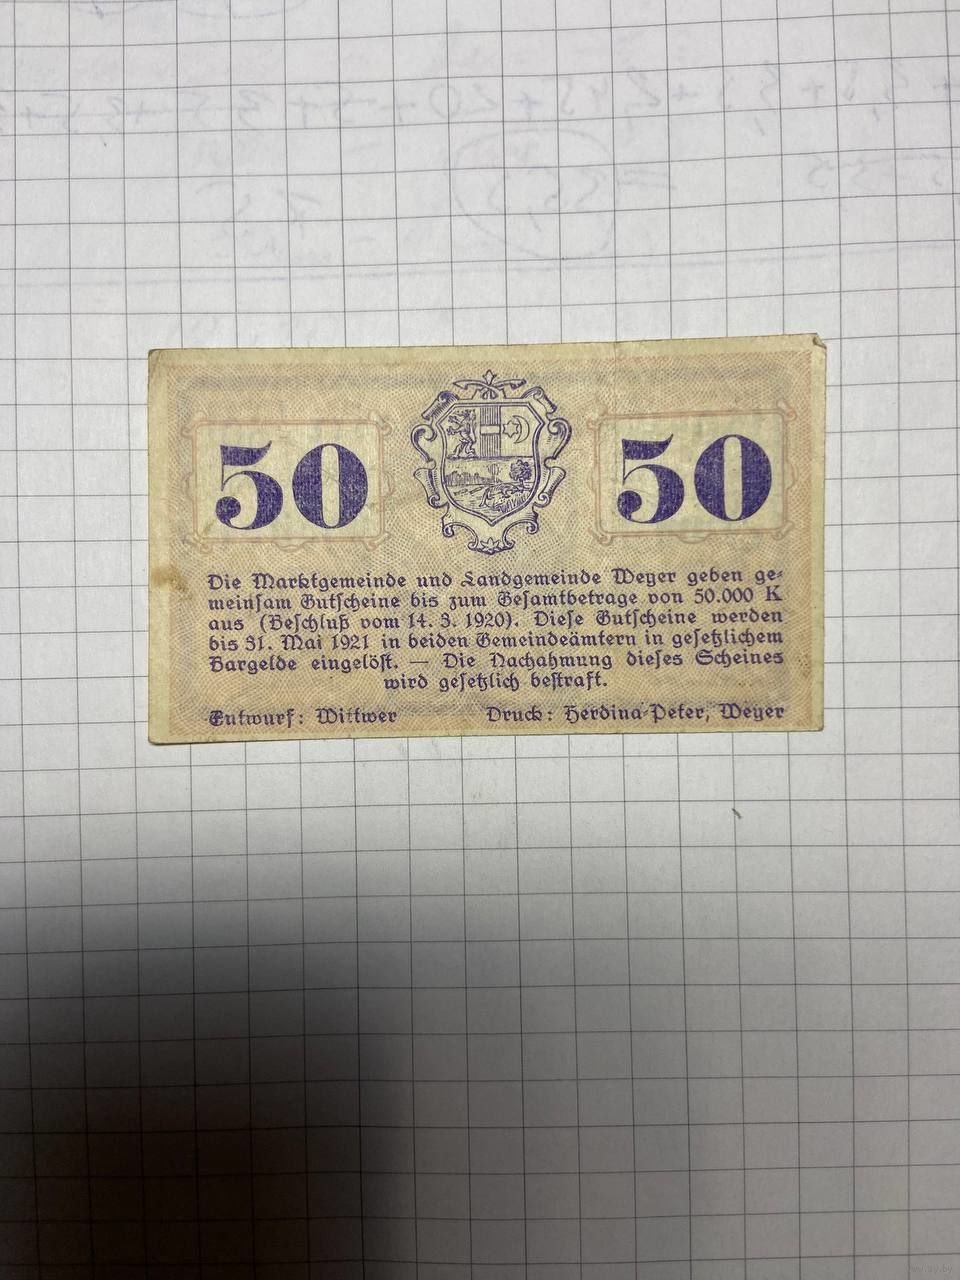 50 50
Die Marktgemeinde und Landgemeinde Weyer geben ge-
meinsam Gutscheine bis zum Gesamtbetrage von 50.000 K
aus (Beschluß vom 14. 3. 1920). Diese Gutscheine werden
bis 31. Mai 1921 in beiden Gemeindeämtern in gesetzlichem
Bargelde eingelöst. — Die Nachahmung dieses Scheines
wird gesetzlich bestraft.
Entwurf: Wittwer Druck: Herdina-Peter, Weyer